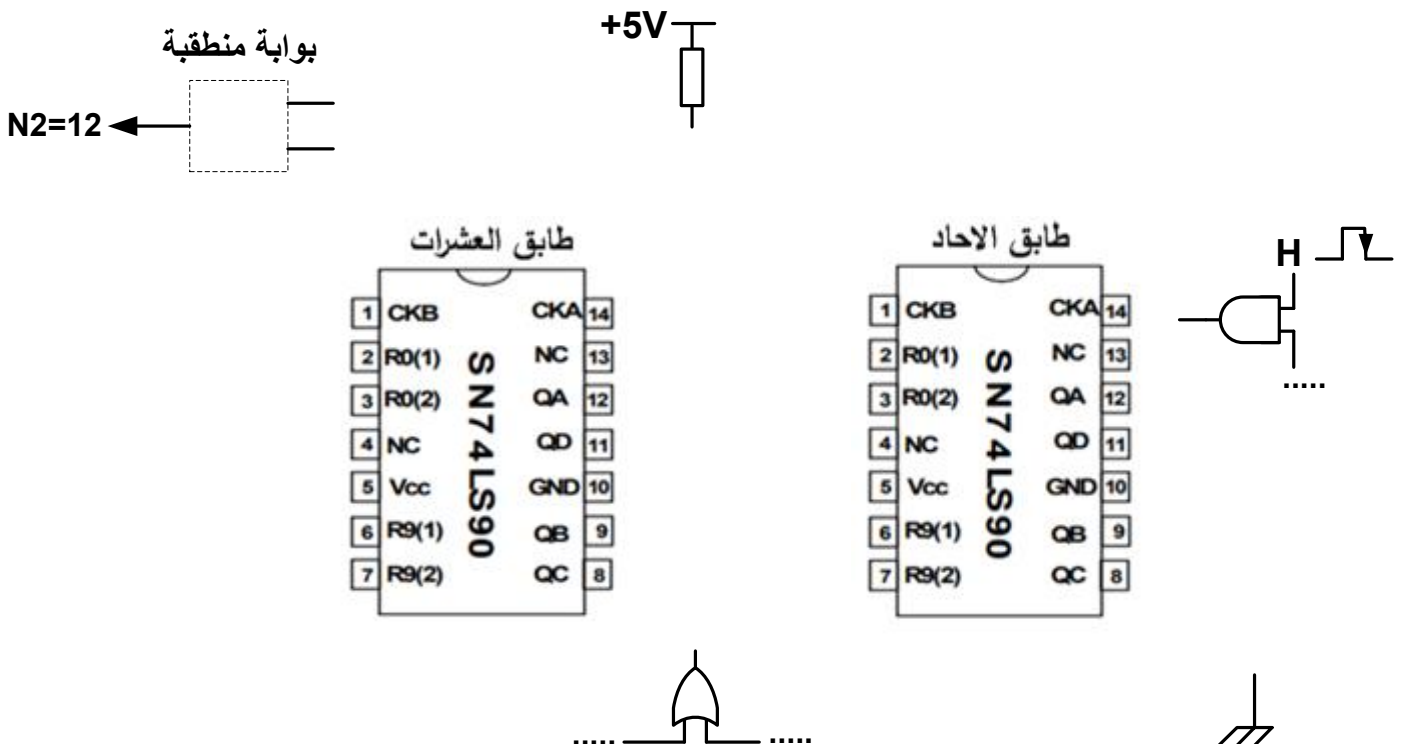 +5V
بوابة منطقبة
N2=12
طابق العشرات
طابق الاحاد
H
1 CKB CKA 14
2 R0(1) NC 13
3 R0(2) QA 12
4 NC QD 11
5 Vcc GND 10
6 R9(1) QB 9
7 R9(2) QC 8
SN74LS90
1 CKB CKA 14
2 R0(1) NC 13
3 R0(2) QA 12
4 NC QD 11
5 Vcc GND 10
6 R9(1) QB 9
7 R9(2) QC 8
SN74LS90
.....
..... .....